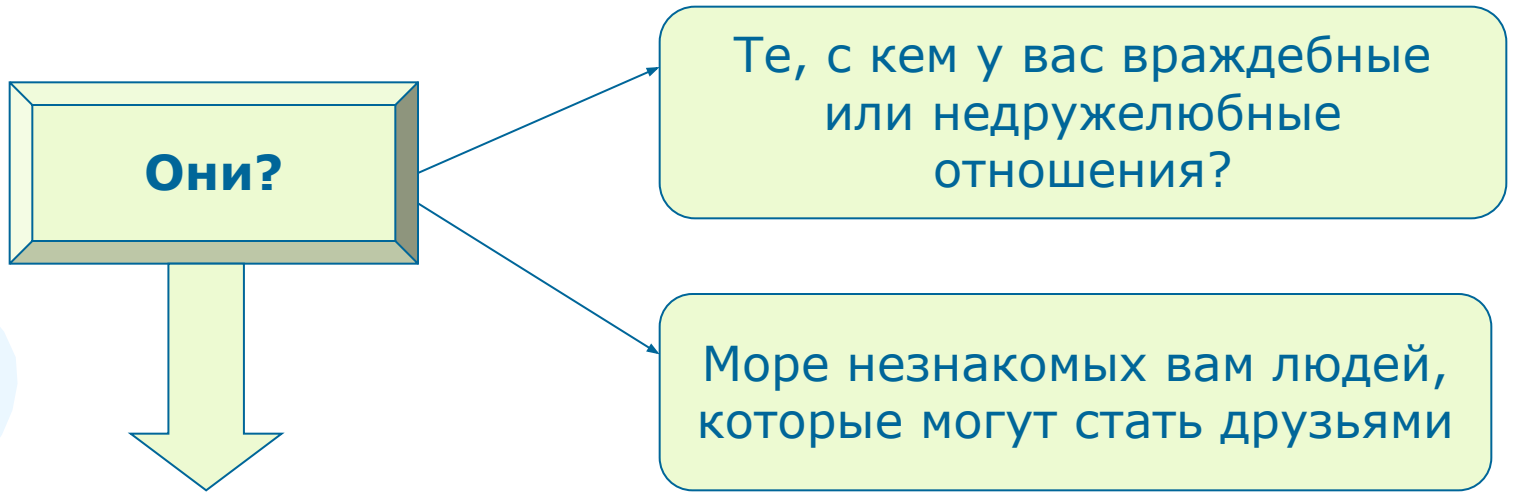 Они?
Те, с кем у вас враждебные
или недружелюбные
отношения?
Море незнакомых вам людей,
которые могут стать друзьями